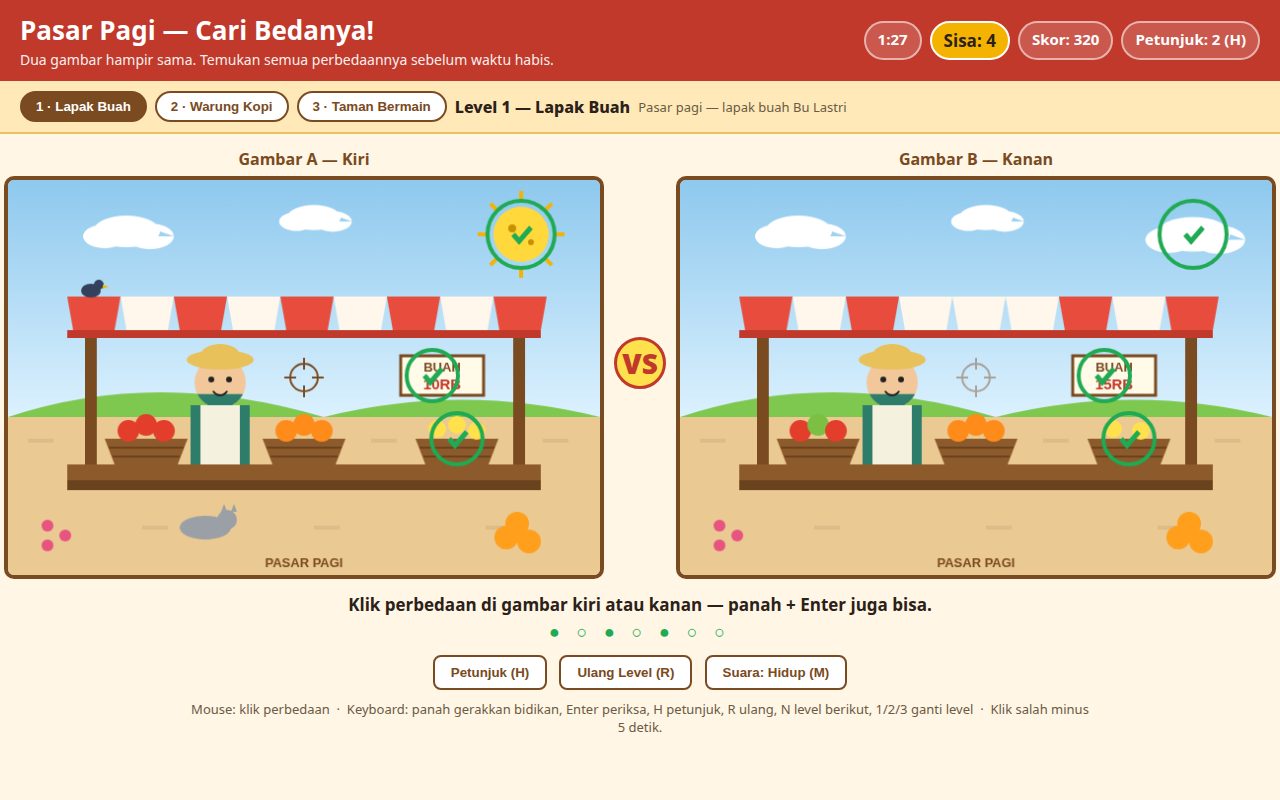 Pasar Pagi — Cari Bedanya!
Dua gambar hampir sama. Temukan semua perbedaannya sebelum waktu habis.
1:27
Sisa: 4
Skor: 320
Petunjuk: 2 (H)
1 · Lapak Buah
2 · Warung Kopi
3 · Taman Bermain
Level 1 — Lapak Buah
Pasar pagi — lapak buah Bu Lastri
Gambar A — Kiri
BUAH
10RB
PASAR PAGI
VS
Gambar B — Kanan
BUAH
15RB
PASAR PAGI
Klik perbedaan di gambar kiri atau kanan — panah + Enter juga bisa.
Petunjuk (H)
Ulang Level (R)
Suara: Hidup (M)
Mouse: klik perbedaan · Keyboard: panah gerakkan bidikan, Enter periksa, H petunjuk, R ulang, N level berikut, 1/2/3 ganti level · Klik salah minus
5 detik.